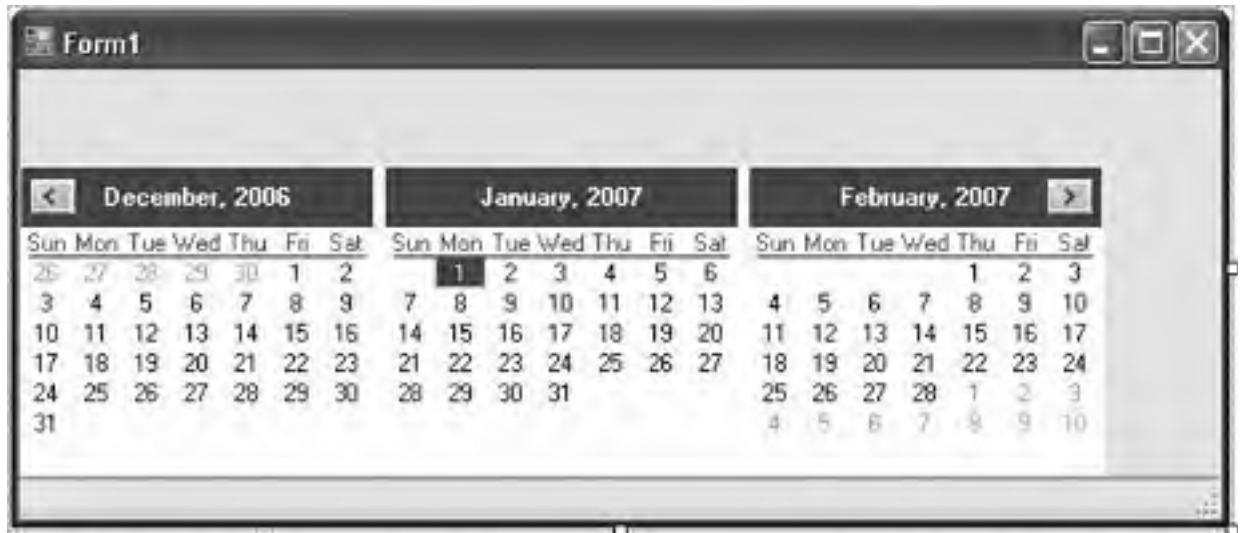 Form1
< December, 2006 January, 2007 February, 2007 >
Sun Mon Tue Wed Thu Fri Sat Sun Mon Tue Wed Thu Fri Sat Sun Mon Tue Wed Thu Fri Sat
26 27 28 29 30 1 2 1 2 3 4 5 6 1 2 3
3 4 5 6 7 8 9 7 8 9 10 11 12 13 4 5 6 7 8 9 10
10 11 12 13 14 15 16 14 15 16 17 18 19 20 11 12 13 14 15 16 17
17 18 19 20 21 22 23 21 22 23 24 25 26 27 18 19 20 21 22 23 24
24 25 26 27 28 29 30 28 29 30 31 25 26 27 28 1 2 3
31 4 5 6 7 8 9 10